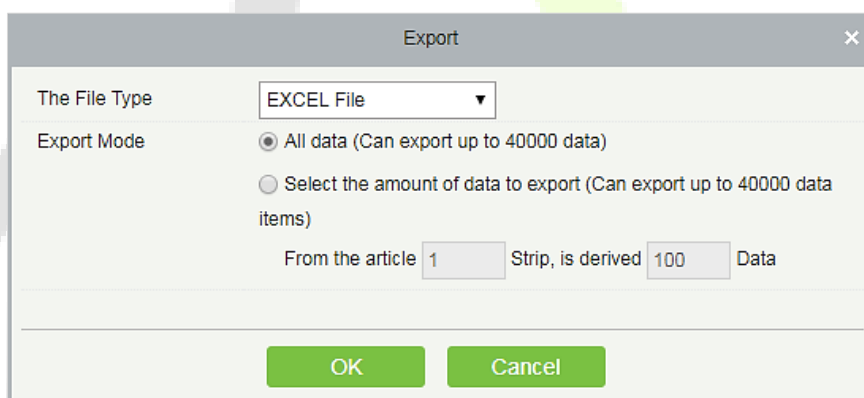 Export
The File Type EXCEL File
Export Mode All data (Can export up to 40000 data)
Select the amount of data to export (Can export up to 40000 data
items)
From the article 1 Strip, is derived 100 Data
OK Cancel